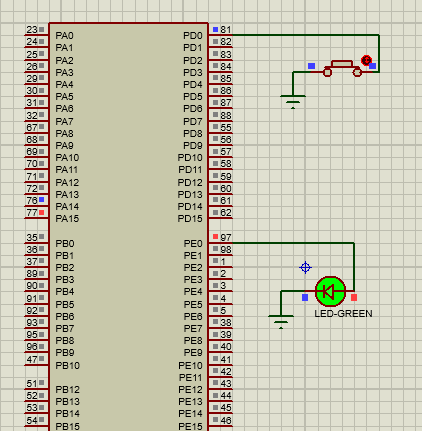 23 PA0 PD0 81
24 PA1 PD1 82
25 PA2 PD2 83
26 PA3 PD3 84
29 PA4 PD4 85
30 PA5 PD5 86
31 PA6 PD6 87
32 PA7 PD7 88
67 PA8 PD8 55
68 PA9 PD9 56
69 PA10 PD10 57
70 PA11 PD11 58
71 PA12 PD12 59
72 PA13 PD13 60
76 PA14 PD14 61
77 PA15 PD15 62
35 PB0 PE0 97
36 PB1 PE1 98
37 PB2 PE2 1
89 PB3 PE3 2
90 PB4 PE4 3
91 PB5 PE5 4
92 PB6 PE6 5
93 PB7 PE7 38
95 PB8 PE8 39
96 PB9 PE9 40
47 PB10 PE10 41
PE11 42
51 PB12 PE12 43
52 PB13 PE13 44
53 PB14 PE14 45
54 PB15 PE15 46
LED-GREEN